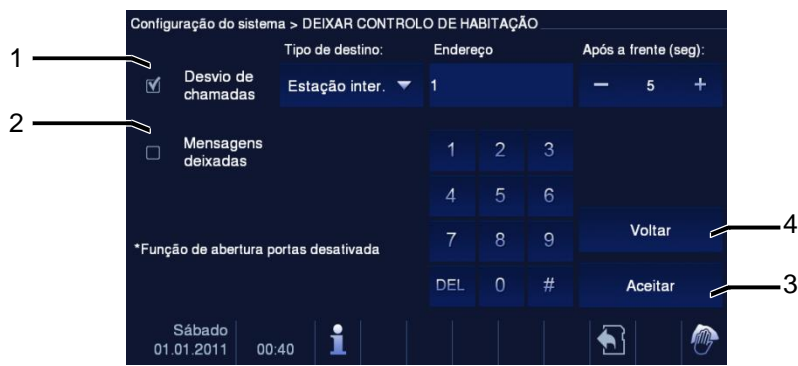 Configuração do sistema > DEIXAR CONTROLO DE HABITAÇÃO
Tipo de destino: Endereço Após a frente (seg):
1
Desvio de chamadas Estação inter. 1 − 5 +
2
Mensagens deixadas
1 2 3
4 5 6
7 8 9
DEL 0 #
*Função de abertura portas desativada
Voltar 4
Aceitar 3
Sábado
01.01.2011 00:40 i